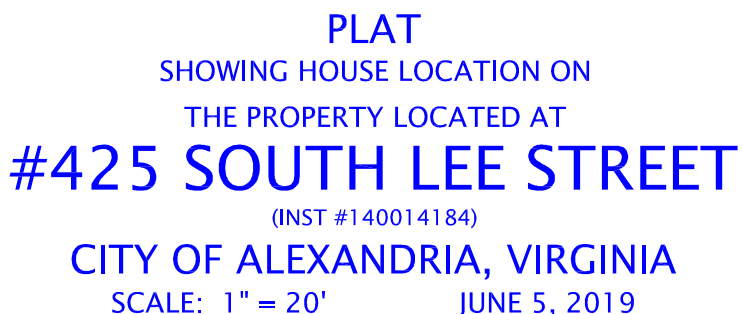 PLAT
SHOWING HOUSE LOCATION ON
THE PROPERTY LOCATED AT
#425 SOUTH LEE STREET
(INST #140014184)
CITY OF ALEXANDRIA, VIRGINIA
SCALE: 1" = 20' JUNE 5, 2019